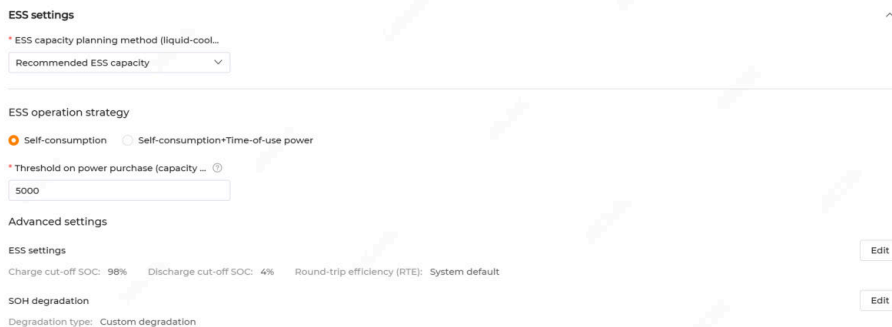 ESS settings
* ESS capacity planning method (liquid-cool...
Recommended ESS capacity
ESS operation strategy
Self-consumption Self-consumption+Time-of-use power
* Threshold on power purchase (capacity ...
5000
Advanced settings
ESS settings Edit
Charge cut-off SOC: 98% Discharge cut-off SOC: 4% Round-trip efficiency (RTE): System default
SOH degradation Edit
Degradation type: Custom degradation